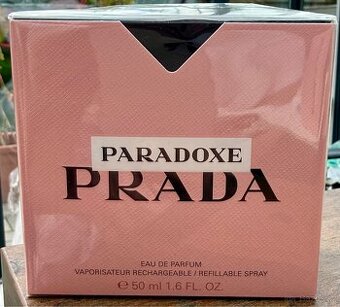 PARADOXE
PRADA
EAU DE PARFUM
VAPORISATEUR RECHARGEABLE / REFILLABLE SPRAY
℮ 50 ml 1.6 FL. OZ.